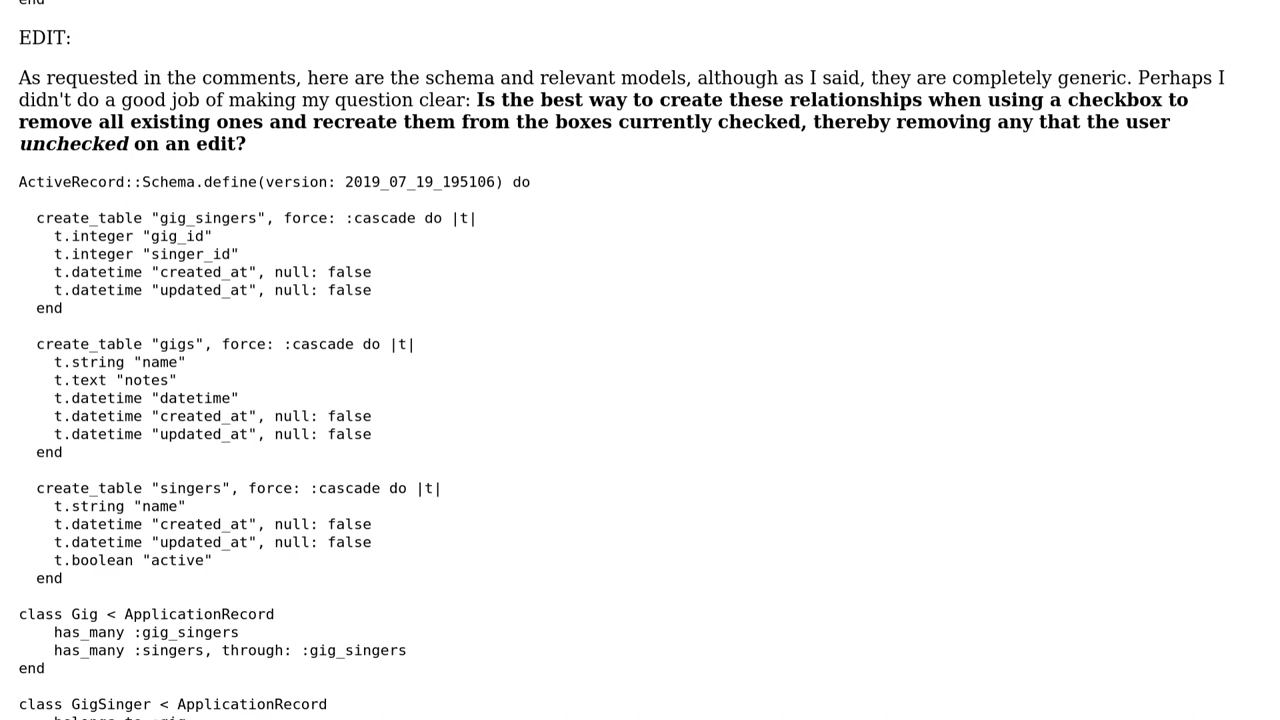 end
EDIT:
As requested in the comments, here are the schema and relevant models, although as I said, they are completely generic. Perhaps I
didn't do a good job of making my question clear: Is the best way to create these relationships when using a checkbox to
remove all existing ones and recreate them from the boxes currently checked, thereby removing any that the user
unchecked on an edit?
ActiveRecord::Schema.define(version: 2019_07_19_195106) do
  create_table "gig_singers", force: :cascade do |t|
    t.integer "gig_id"
    t.integer "singer_id"
    t.datetime "created_at", null: false
    t.datetime "updated_at", null: false
  end
  create_table "gigs", force: :cascade do |t|
    t.string "name"
    t.text "notes"
    t.datetime "datetime"
    t.datetime "created_at", null: false
    t.datetime "updated_at", null: false
  end
  create_table "singers", force: :cascade do |t|
    t.string "name"
    t.datetime "created_at", null: false
    t.datetime "updated_at", null: false
    t.boolean "active"
  end
class Gig < ApplicationRecord
    has_many :gig_singers
    has_many :singers, through: :gig_singers
end
class GigSinger < ApplicationRecord
    belongs_to :gig